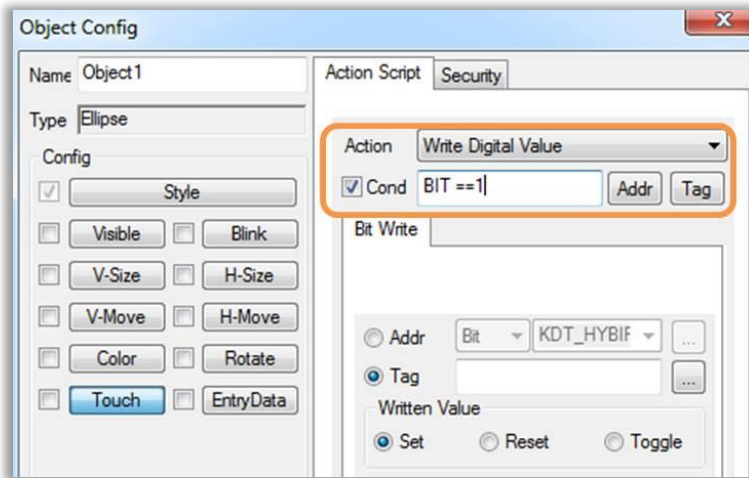 Object Config
Name Object1
Type Ellipse
Config
Style
Visible Blink
V-Size H-Size
V-Move H-Move
Color Rotate
Touch EntryData
Action Script Security
Action Write Digital Value
Cond BIT ==1 Addr Tag
Bit Write
Addr Bit KDT_HYBIF ...
Tag ...
Written Value
Set Reset Toggle